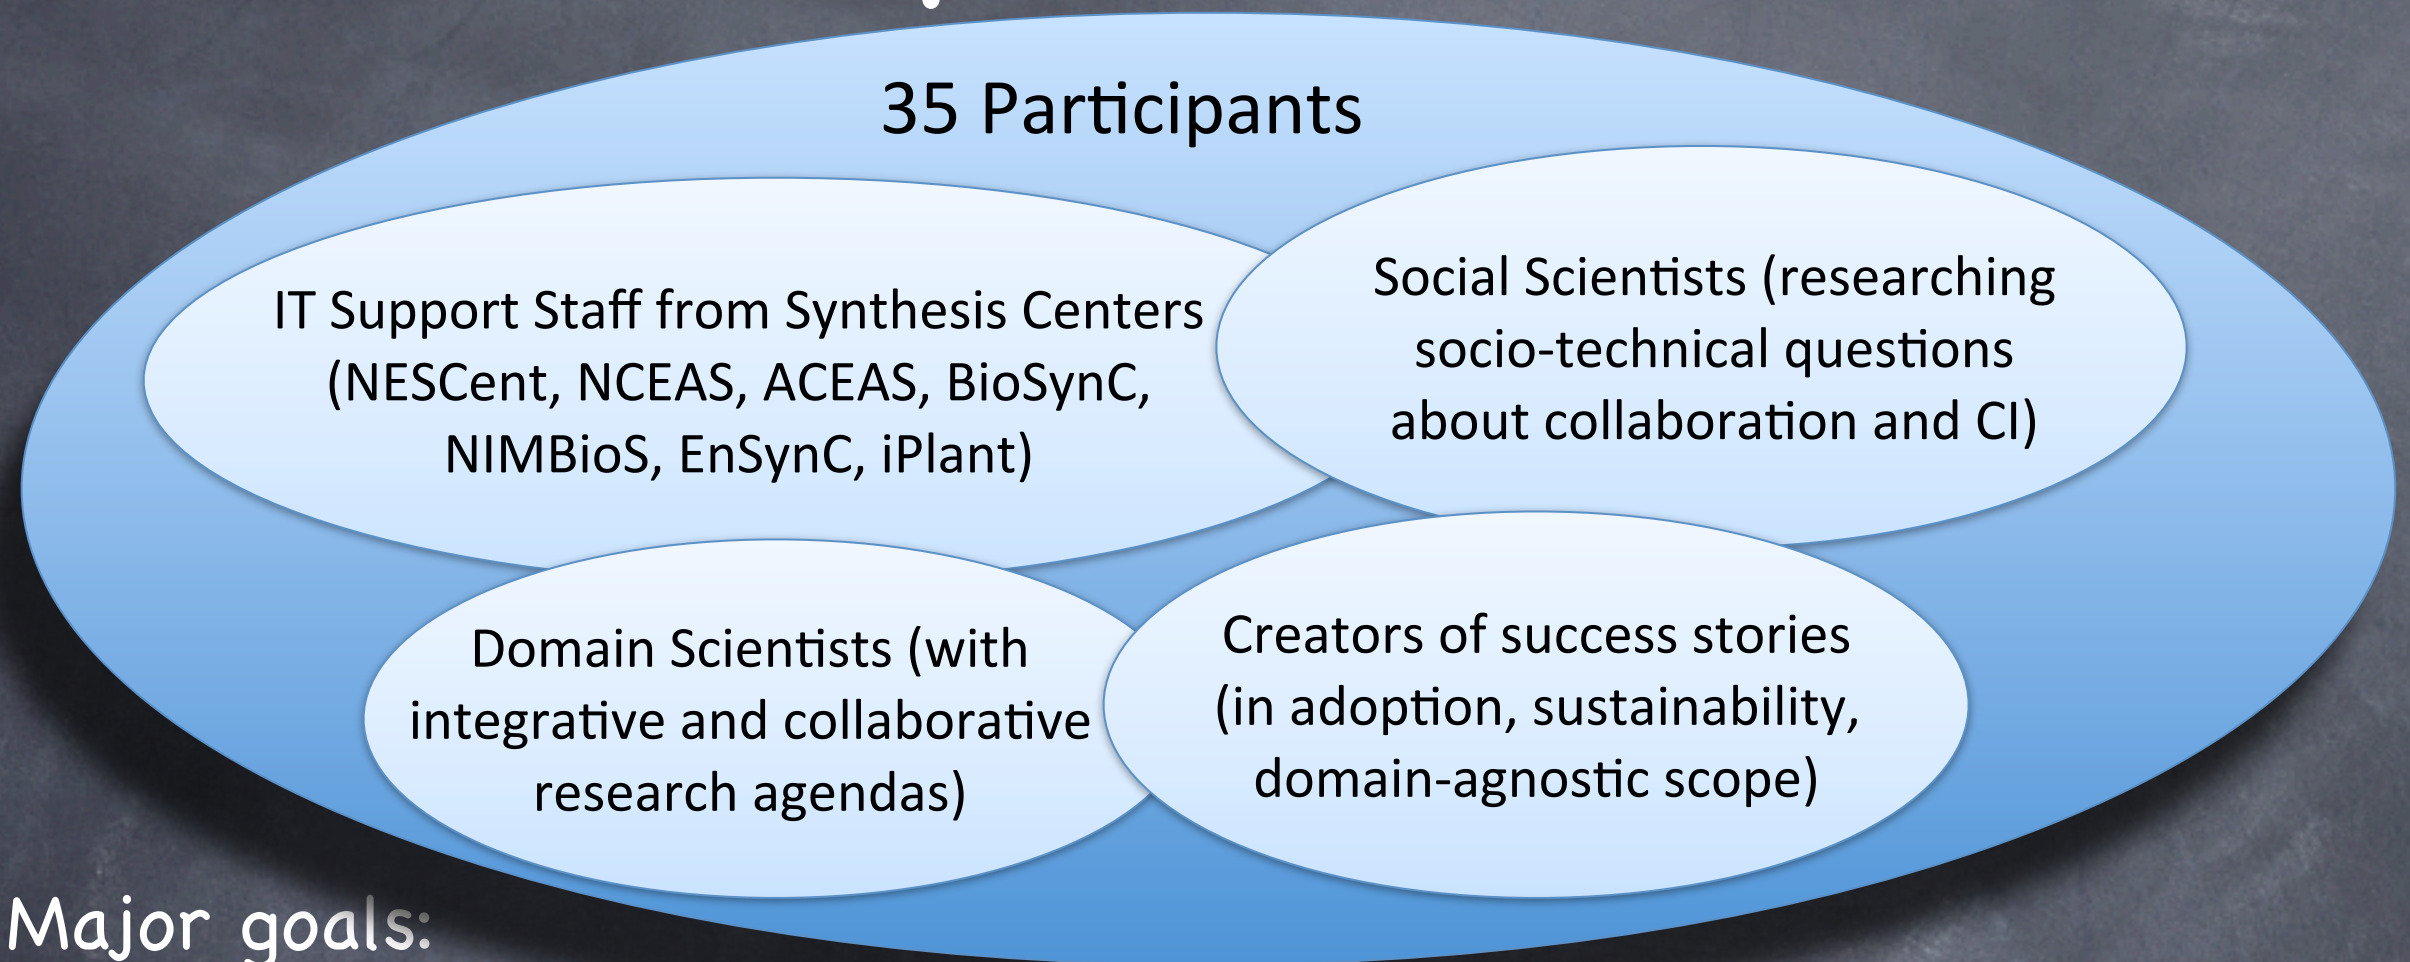 35 Participants
IT Support Staff from Synthesis Centers
(NESCent, NCEAS, ACEAS, BioSynC,
NIMBioS, EnSynC, iPlant)
Social Scientists (researching
socio-technical questions
about collaboration and CI)
Domain Scientists (with
integrative and collaborative
research agendas)
Creators of success stories
(in adoption, sustainability,
domain-agnostic scope)
Major goals: